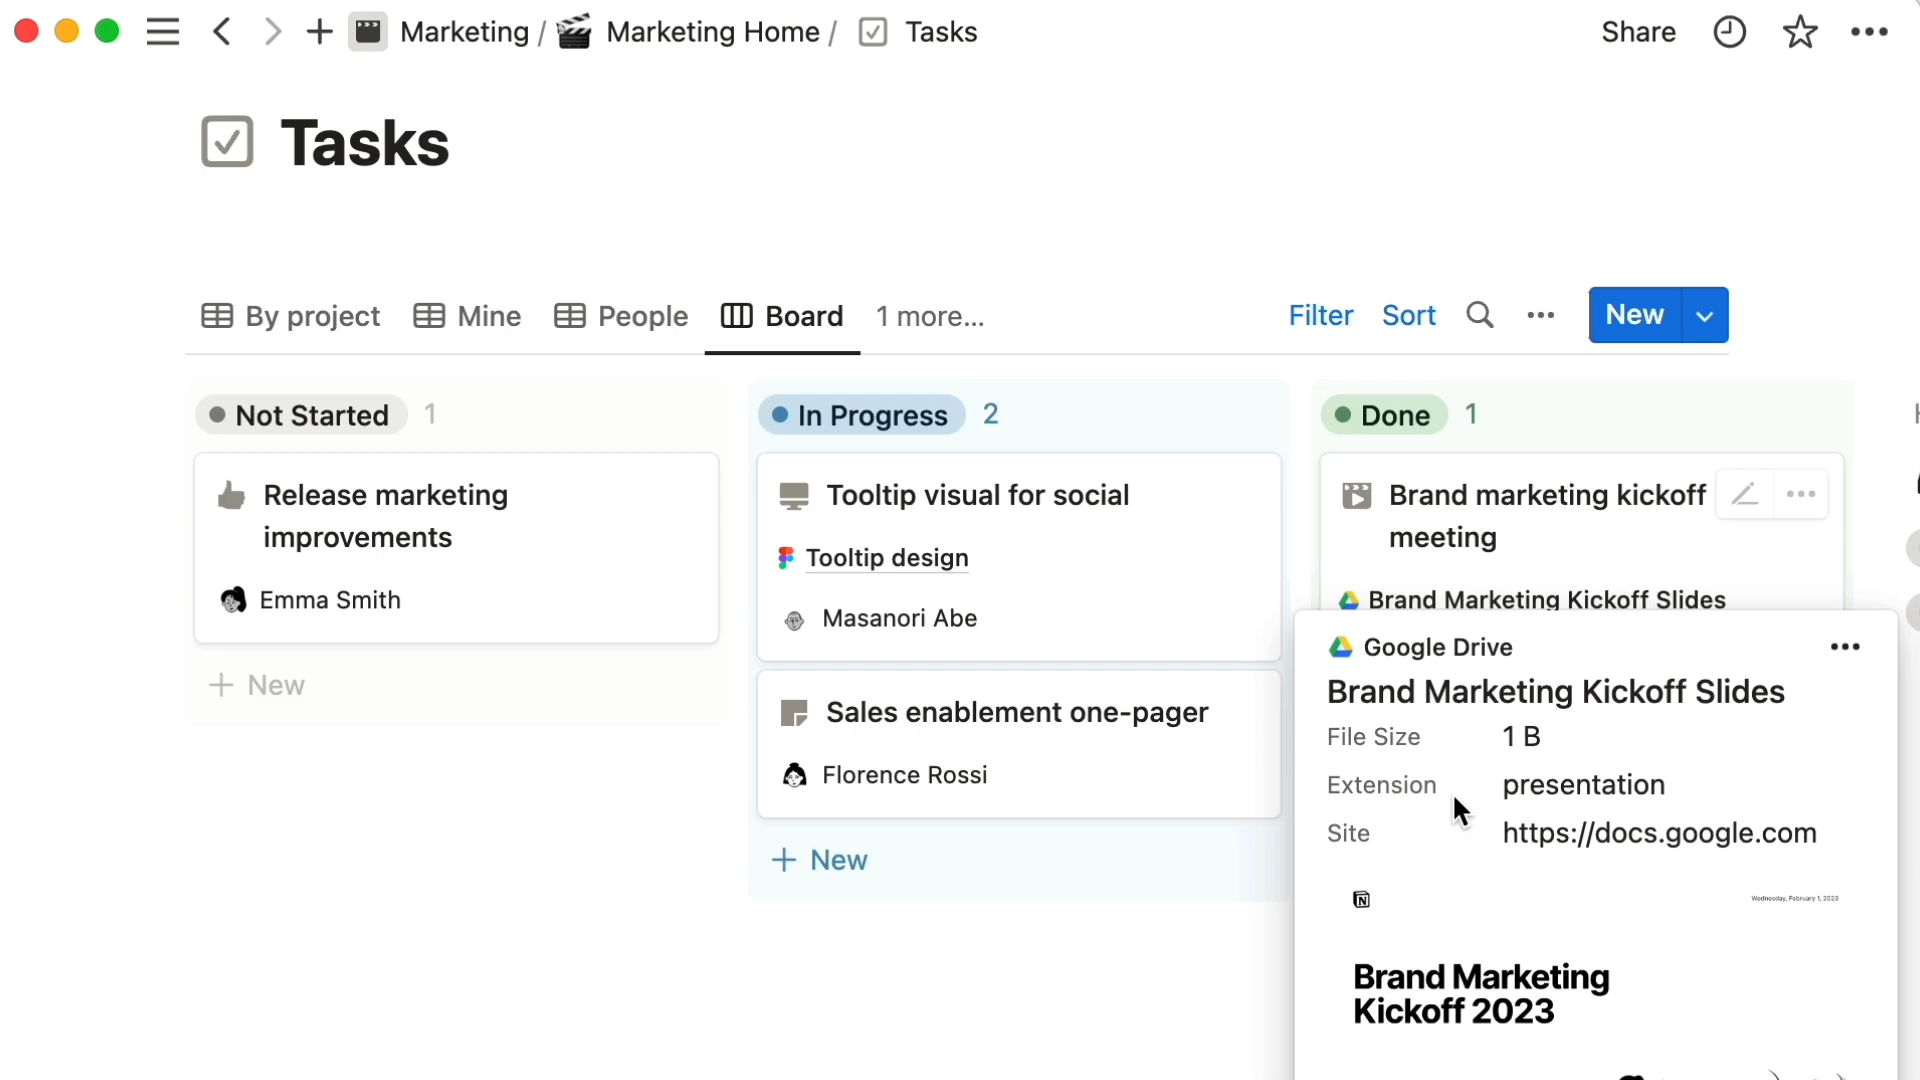 Marketing / Marketing Home / Tasks
Share
Tasks
By project
Mine
People
Board
1 more...
Filter
Sort
New
Not Started 1
Release marketing
improvements
Emma Smith
+ New
In Progress 2
Tooltip visual for social
Tooltip design
Masanori Abe
Sales enablement one-pager
Florence Rossi
+ New
Done 1
Brand marketing kickoff
meeting
Brand Marketing Kickoff Slides
Google Drive
Brand Marketing Kickoff Slides
File Size 1 B
Extension presentation
Site https://docs.google.com
Wednesday, February 1, 2023
Brand Marketing
Kickoff 2023